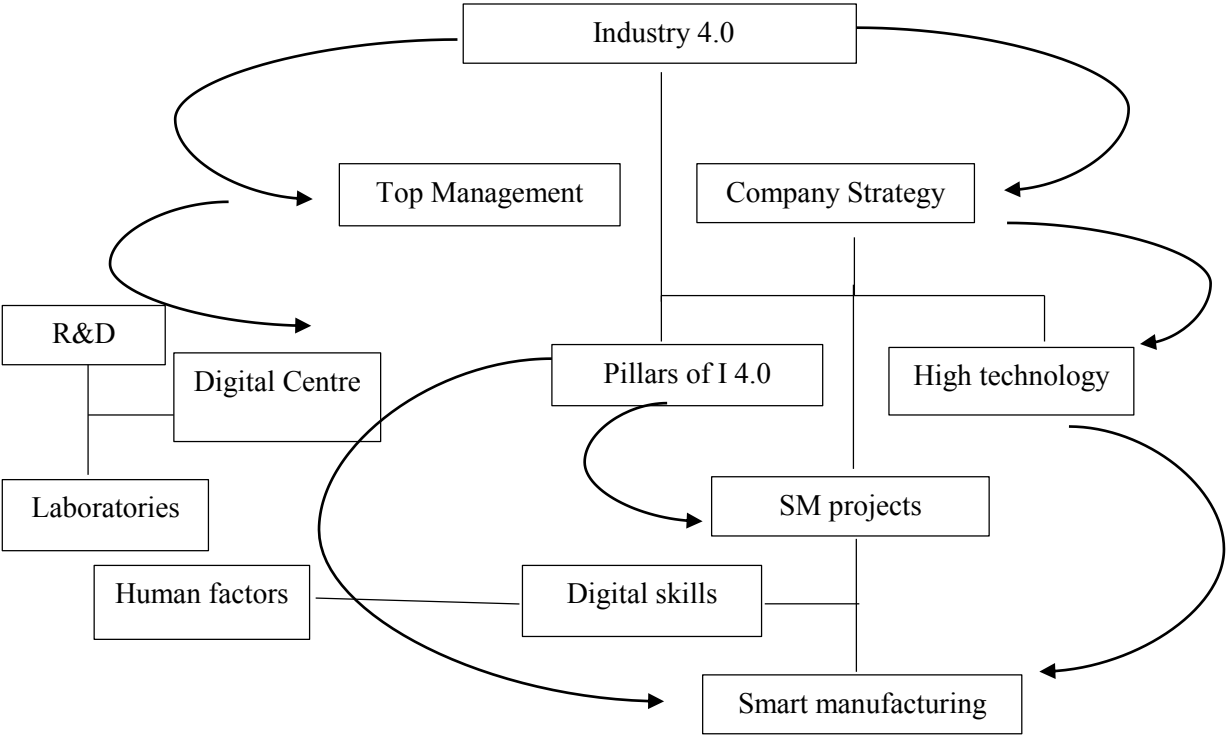 Industry 4.0
Top Management
Company Strategy
R&D
Digital Centre
Pillars of I 4.0
High technology
Laboratories
SM projects
Human factors
Digital skills
Smart manufacturing